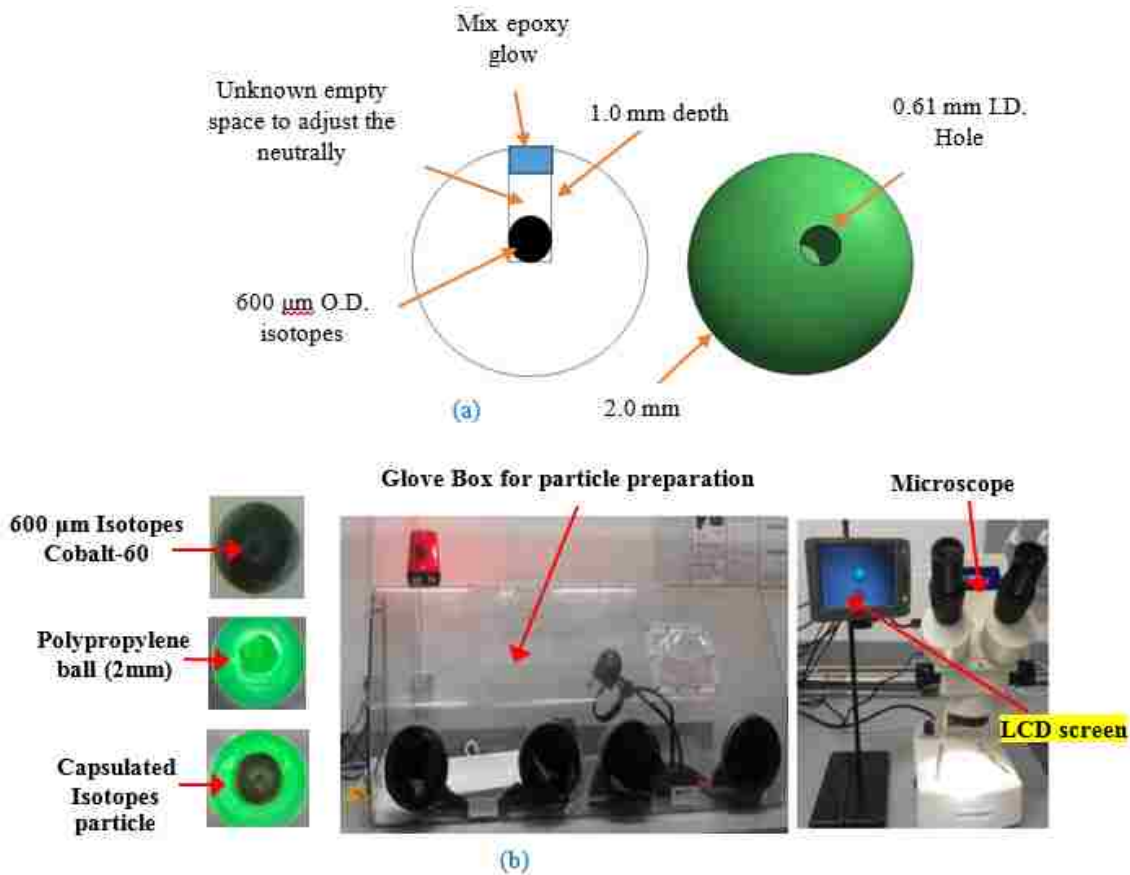 Mix epoxy
glow
Unknown empty
space to adjust the
neutrally
1.0 mm depth
0.61 mm I.D.
Hole
600 µm O.D.
isotopes
2.0 mm
(a)
Glove Box for particle preparation
Microscope
600 µm Isotopes
Cobalt-60
Polypropylene
ball (2mm)
LCD screen
Capsulated
Isotopes
particle
(b)